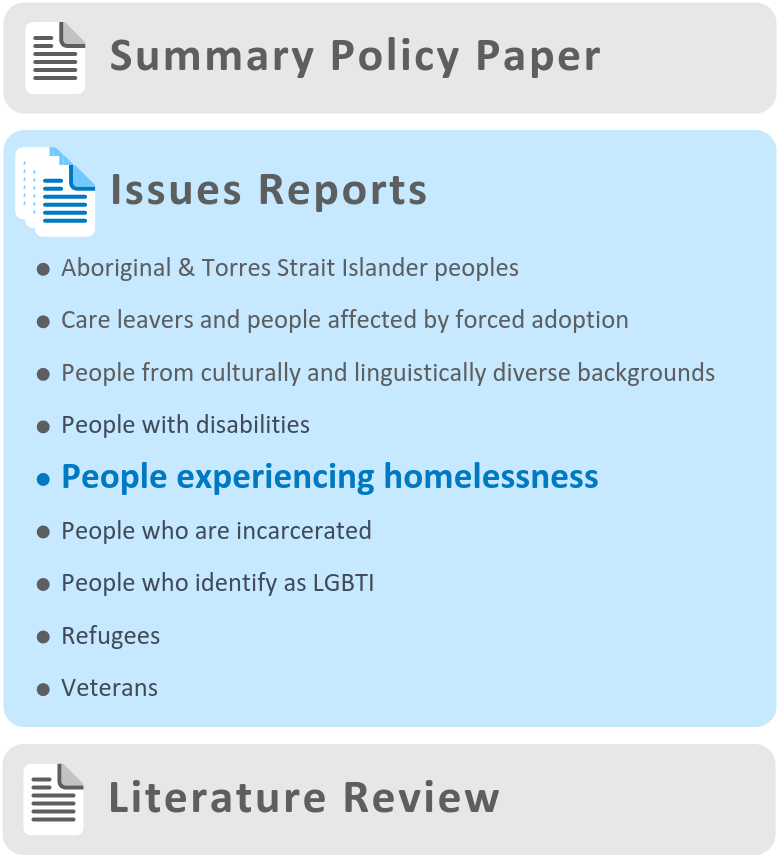 Summary Policy Paper
Issues Reports
● Aboriginal & Torres Strait Islander peoples
● Care leavers and people affected by forced adoption
● People from culturally and linguistically diverse backgrounds
● People with disabilities
● People experiencing homelessness
● People who are incarcerated
● People who identify as LGBTI
● Refugees
● Veterans
Literature Review